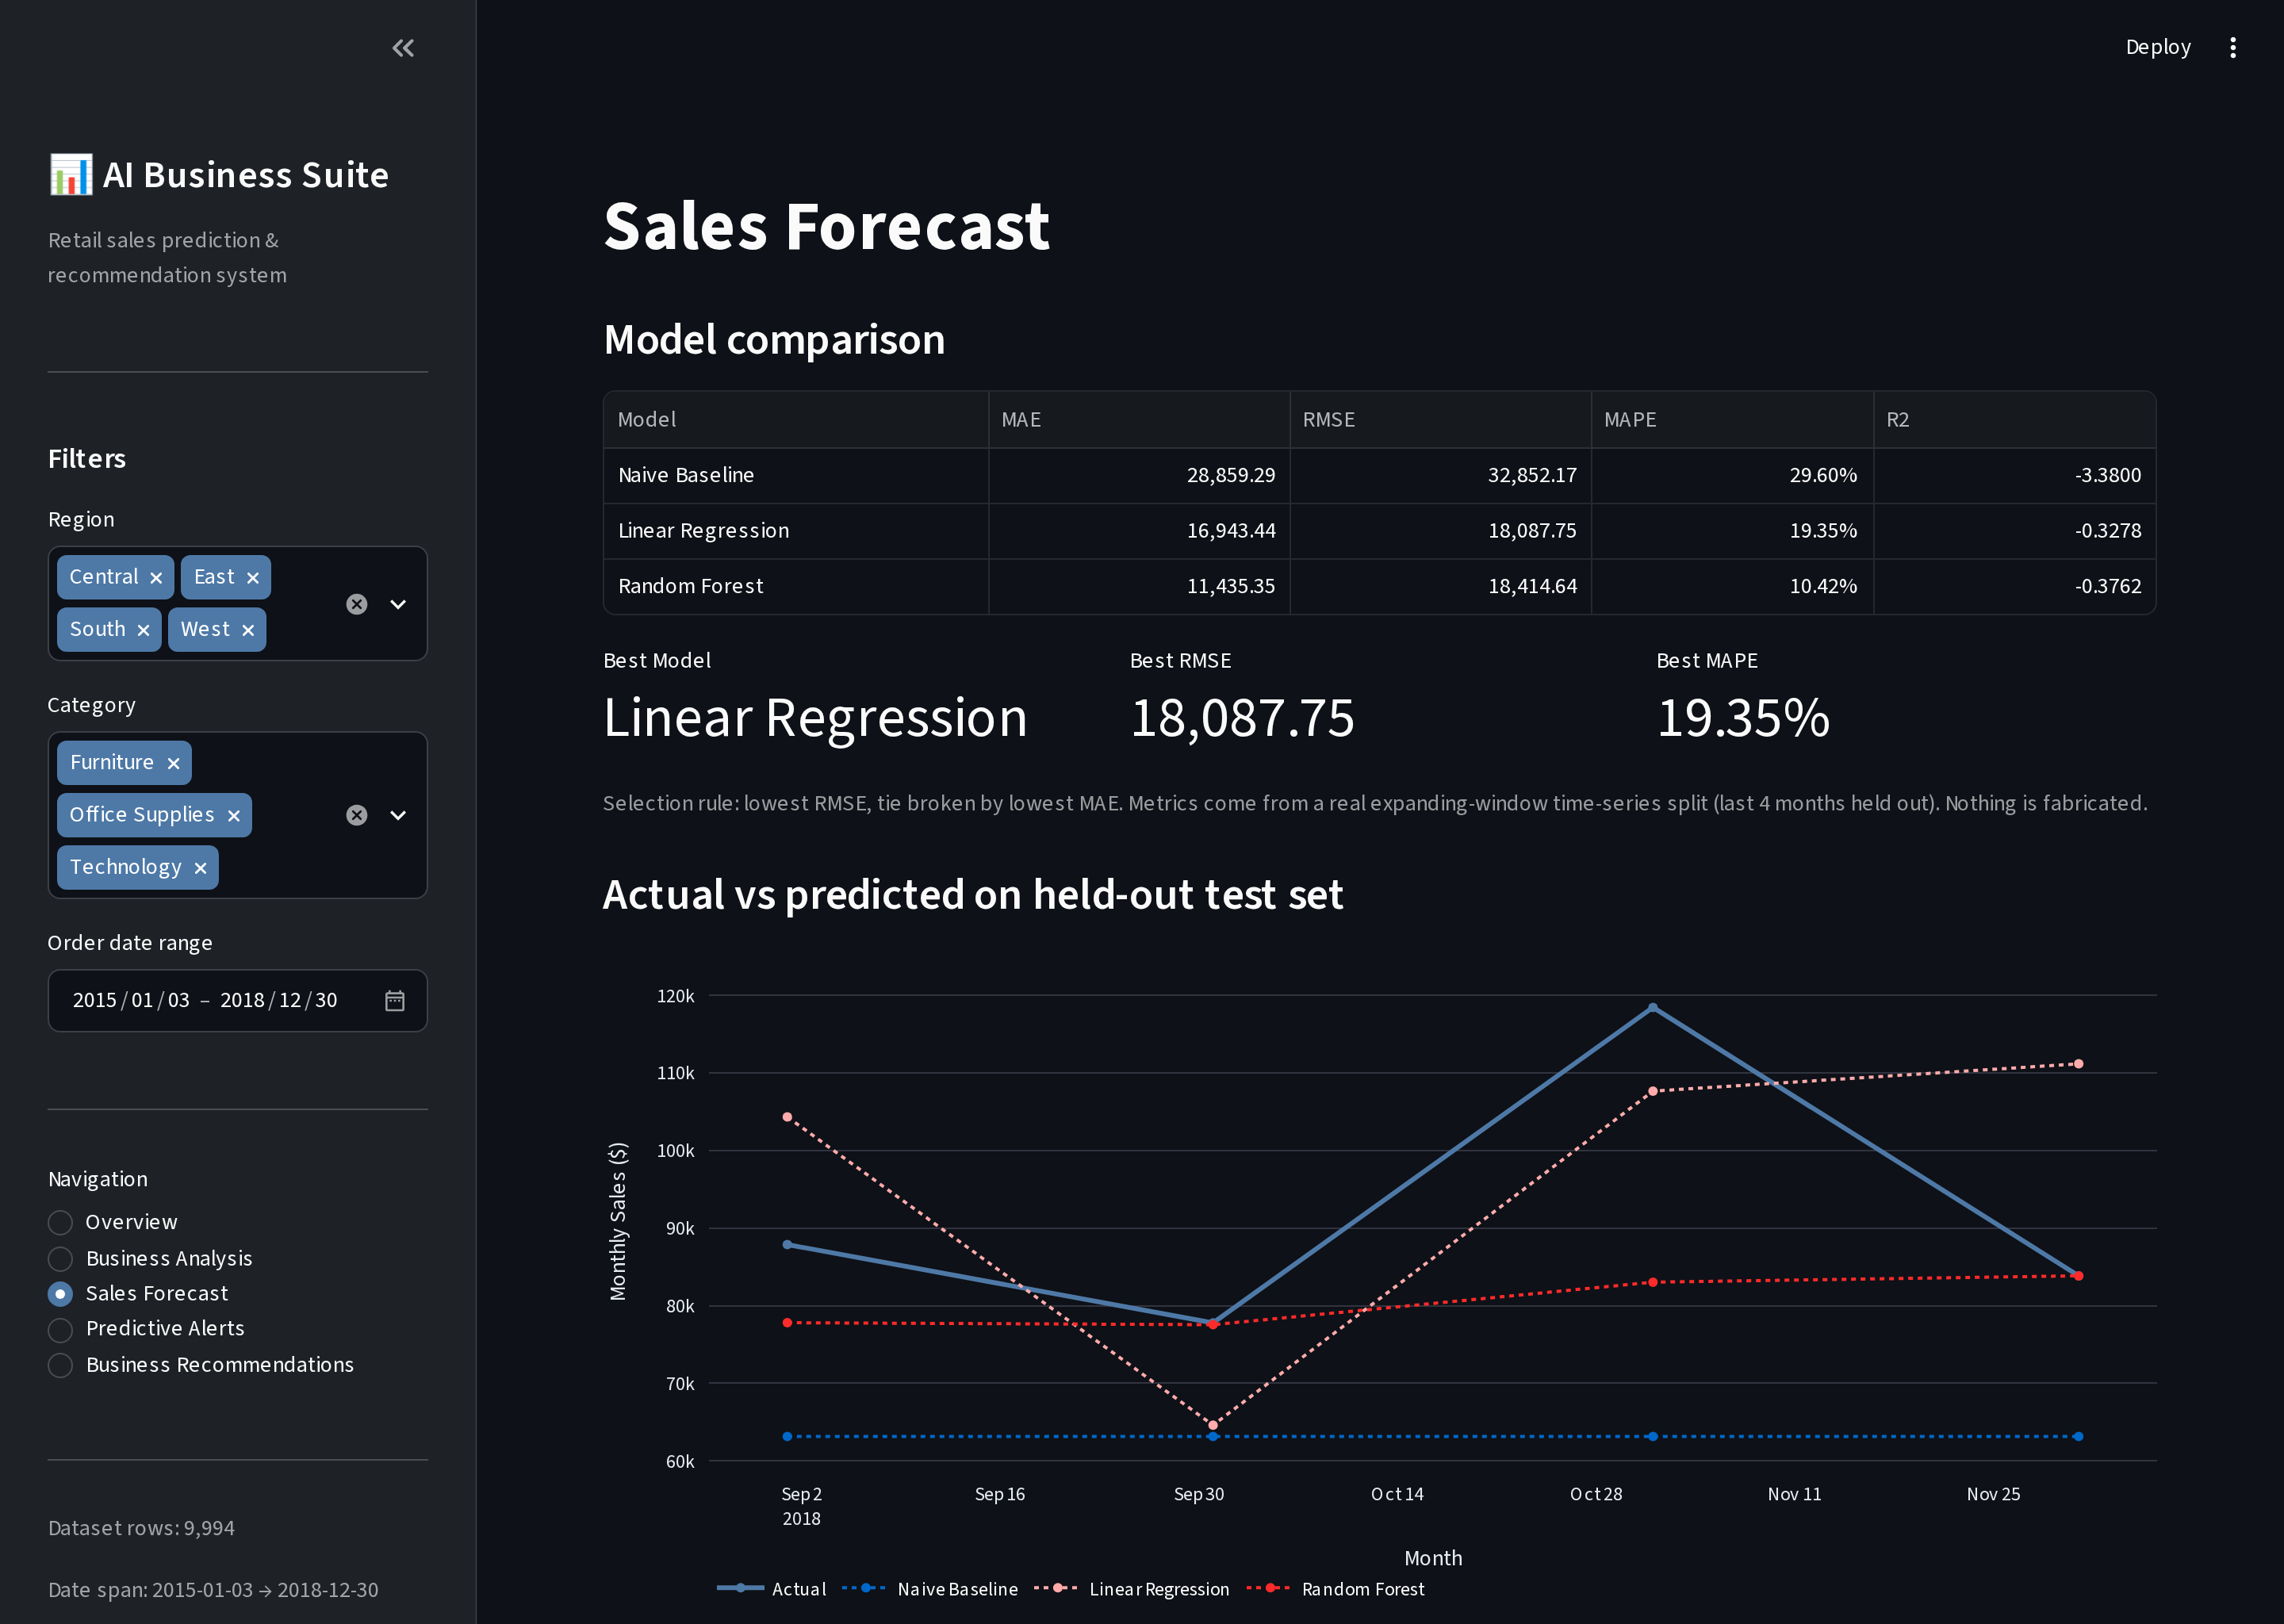 Deploy
📊 AI Business Suite
Retail sales prediction &
recommendation system
Filters
Region
Central × East ×
South × West ×
Category
Furniture ×
Office Supplies ×
Technology ×
Order date range
2015 / 01 / 03 – 2018 / 12 / 30
Navigation
Overview
Business Analysis
Sales Forecast
Predictive Alerts
Business Recommendations
Dataset rows: 9,994
Date span: 2015-01-03 → 2018-12-30
Sales Forecast
Model comparison
Model MAE RMSE MAPE R2
Naive Baseline 28,859.29 32,852.17 29.60% -3.3800
Linear Regression 16,943.44 18,087.75 19.35% -0.3278
Random Forest 11,435.35 18,414.64 10.42% -0.3762
Best Model
Linear Regression
Best RMSE
18,087.75
Best MAPE
19.35%
Selection rule: lowest RMSE, tie broken by lowest MAE. Metrics come from a real expanding-window time-series split (last 4 months held out). Nothing is fabricated.
Actual vs predicted on held-out test set
Monthly Sales ($)
120k
110k
100k
90k
80k
70k
60k
Sep 2 Sep 16 Sep 30 Oct 14 Oct 28 Nov 11 Nov 25
2018
Month
Actual Naive Baseline Linear Regression Random Forest